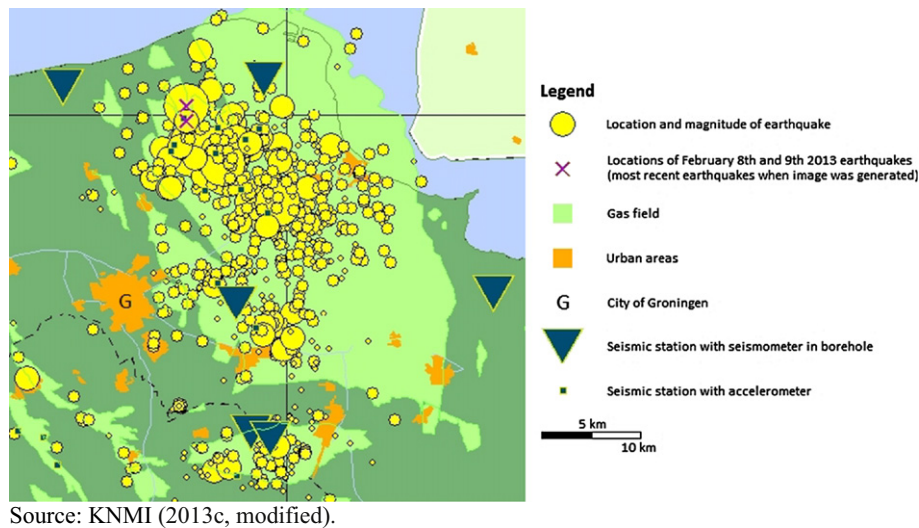 G
Legend
Location and magnitude of earthquake
Locations of February 8th and 9th 2013 earthquakes
(most recent earthquakes when image was generated)
Gas field
Urban areas
G City of Groningen
Seismic station with seismometer in borehole
Seismic station with accelerometer
5 km
10 km
Source: KNMI (2013c, modified).